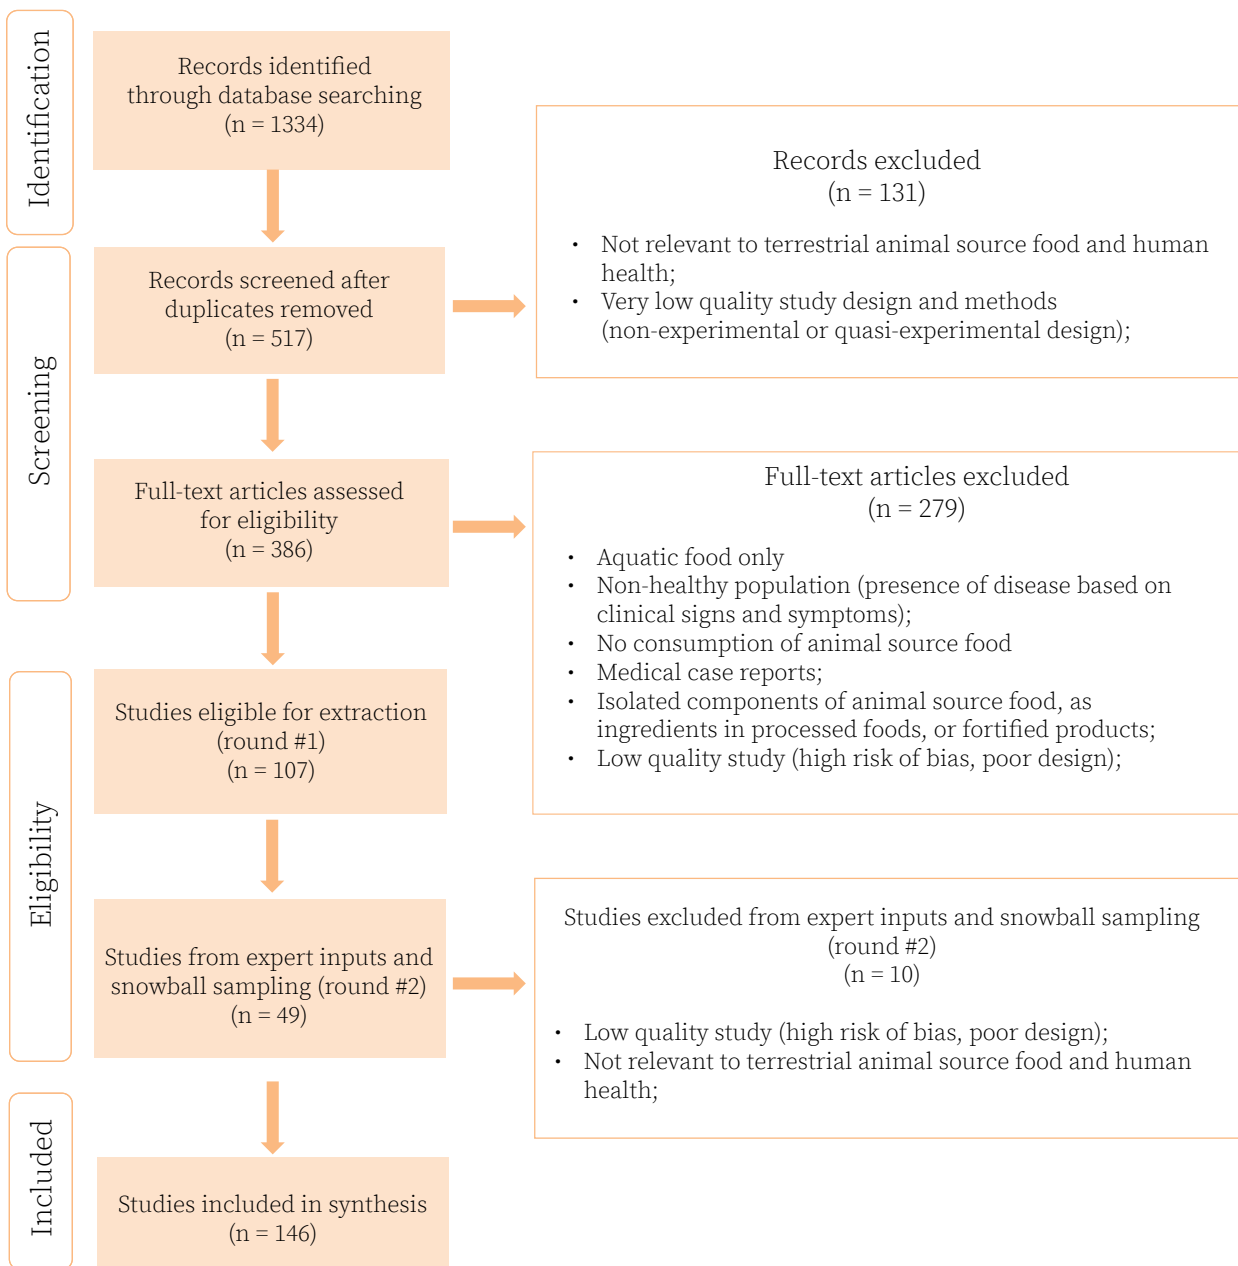 Identification
Records identified
through database searching
(n = 1334)
Records excluded
(n = 131)
• Not relevant to terrestrial animal source food and human
health;
• Very low quality study design and methods
(non-experimental or quasi-experimental design);
Screening
Records screened after
duplicates removed
(n = 517)
Full-text articles assessed
for eligibility
(n = 386)
Full-text articles excluded
(n = 279)
• Aquatic food only
• Non-healthy population (presence of disease based on
clinical signs and symptoms);
• No consumption of animal source food
• Medical case reports;
• Isolated components of animal source food, as
ingredients in processed foods, or fortified products;
• Low quality study (high risk of bias, poor design);
Eligibility
Studies eligible for extraction
(round #1)
(n = 107)
Studies from expert inputs and
snowball sampling (round #2)
(n = 49)
Studies excluded from expert inputs and snowball sampling
(round #2)
(n = 10)
• Low quality study (high risk of bias, poor design);
• Not relevant to terrestrial animal source food and human
health;
Included
Studies included in synthesis
(n = 146)